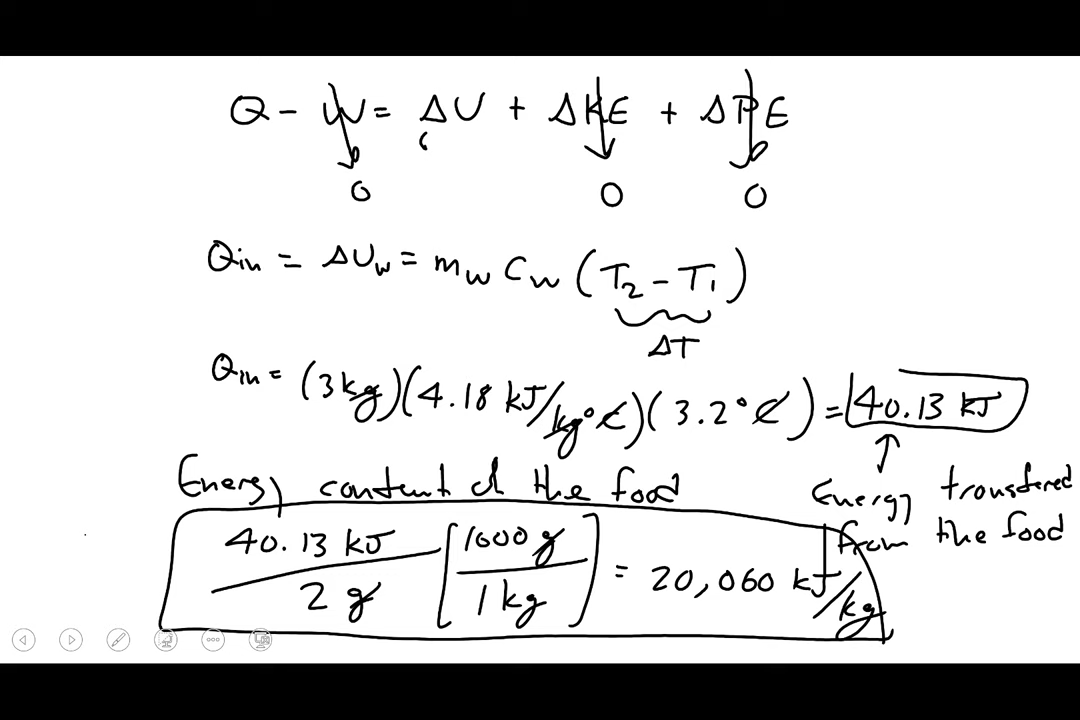 Q - W = ΔU + ΔKE + ΔPE
0 0 0
Qin = ΔUw = mw Cw (T2 - T1)
ΔT
Qin = (3kg)(4.18 kJ/kg°C)(3.2°C) = 40.13 kJ
Energy content of the food
Energy transfered
from the food
40.13 kJ / 2 g [1000 g / 1 kg] = 20,060 kJ/kg